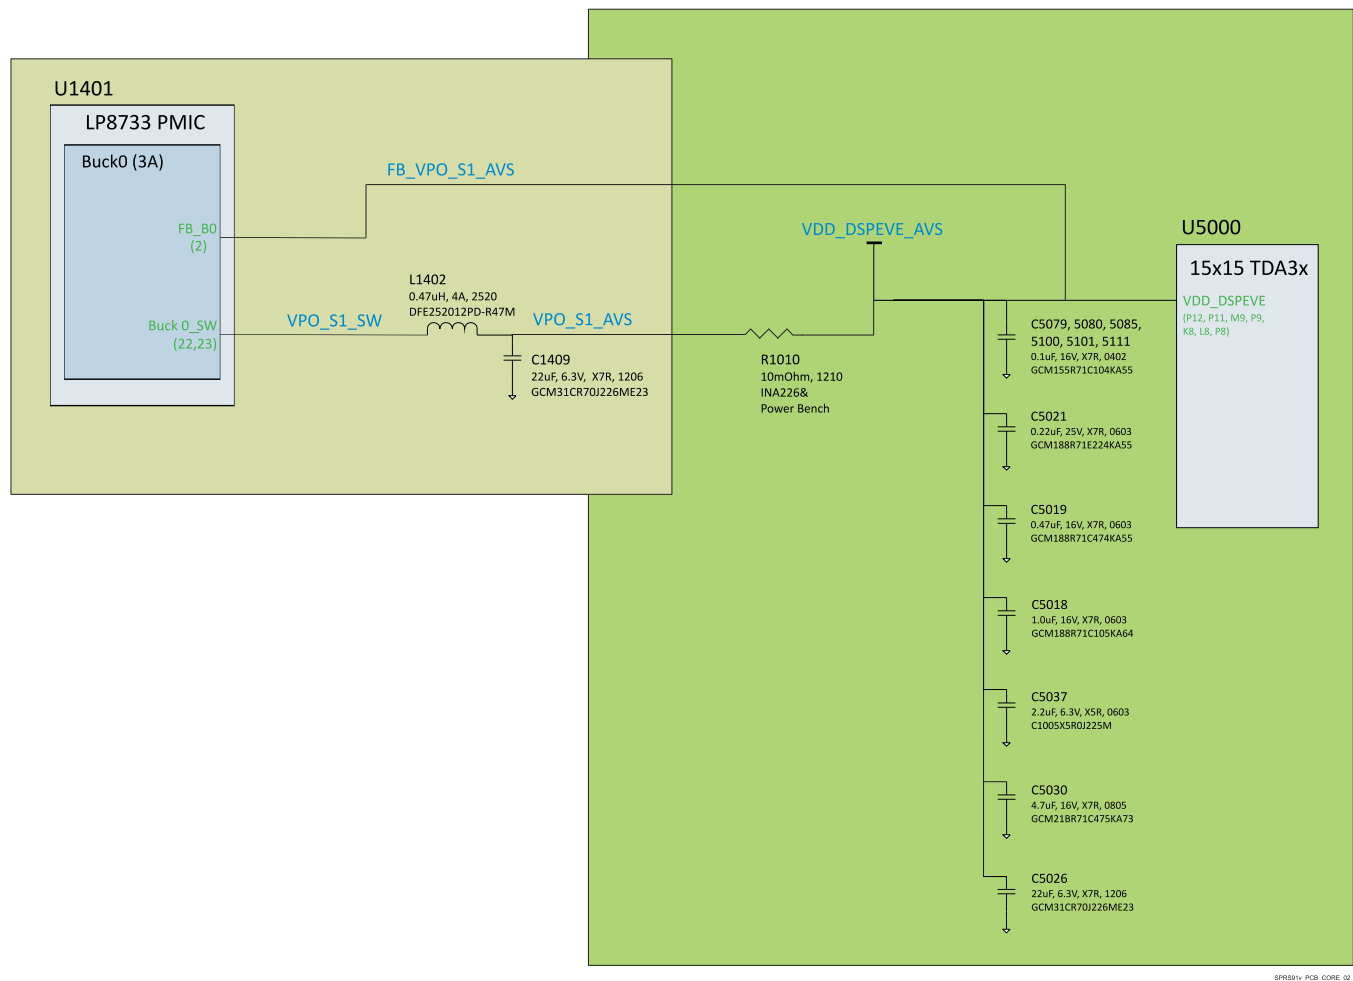 U1401
LP8733 PMIC
Buck0 (3A)
FB_B0
(2)
Buck 0_SW
(22,23)
FB_VPO_S1_AVS
VPO_S1_SW
L1402
0.47uH, 4A, 2520
DFE252012PD-R47M
VPO_S1_AVS
C1409
22uF, 6.3V, X7R, 1206
GCM31CR70J226ME23
VDD_DSPEVE_AVS
R1010
10mOhm, 1210
INA226&
Power Bench
U5000
15x15 TDA3x
VDD_DSPEVE
(P12, P11, M9, P9,
K8, L8, P8)
C5079, 5080, 5085,
5100, 5101, 5111
0.1uF, 16V, X7R, 0402
GCM155R71C104KA55
C5021
0.22uF, 25V, X7R, 0603
GCM188R71E224KA55
C5019
0.47uF, 16V, X7R, 0603
GCM188R71C474KA55
C5018
1.0uF, 16V, X7R, 0603
GCM188R71C105KA64
C5037
2.2uF, 6.3V, X5R, 0603
C1005X5R0J225M
C5030
4.7uF, 16V, X7R, 0805
GCM21BR71C475KA73
C5026
22uF, 6.3V, X7R, 1206
GCM31CR70J226ME23
SPRS91v_PCB_CORE_02